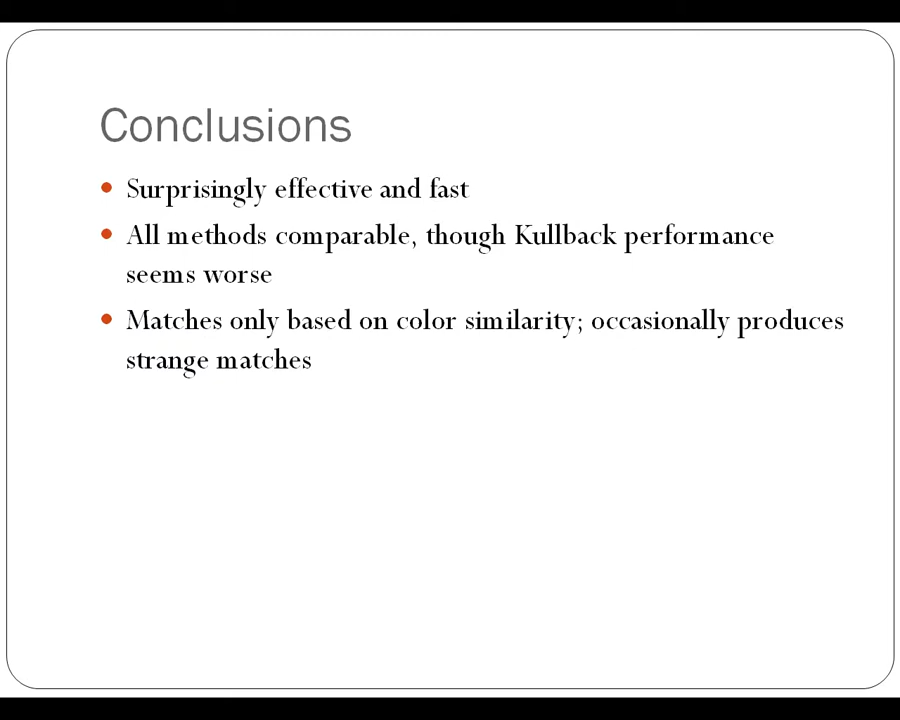 Conclusions
• Surprisingly effective and fast
• All methods comparable, though Kullback performance
seems worse
• Matches only based on color similarity; occasionally produces
strange matches